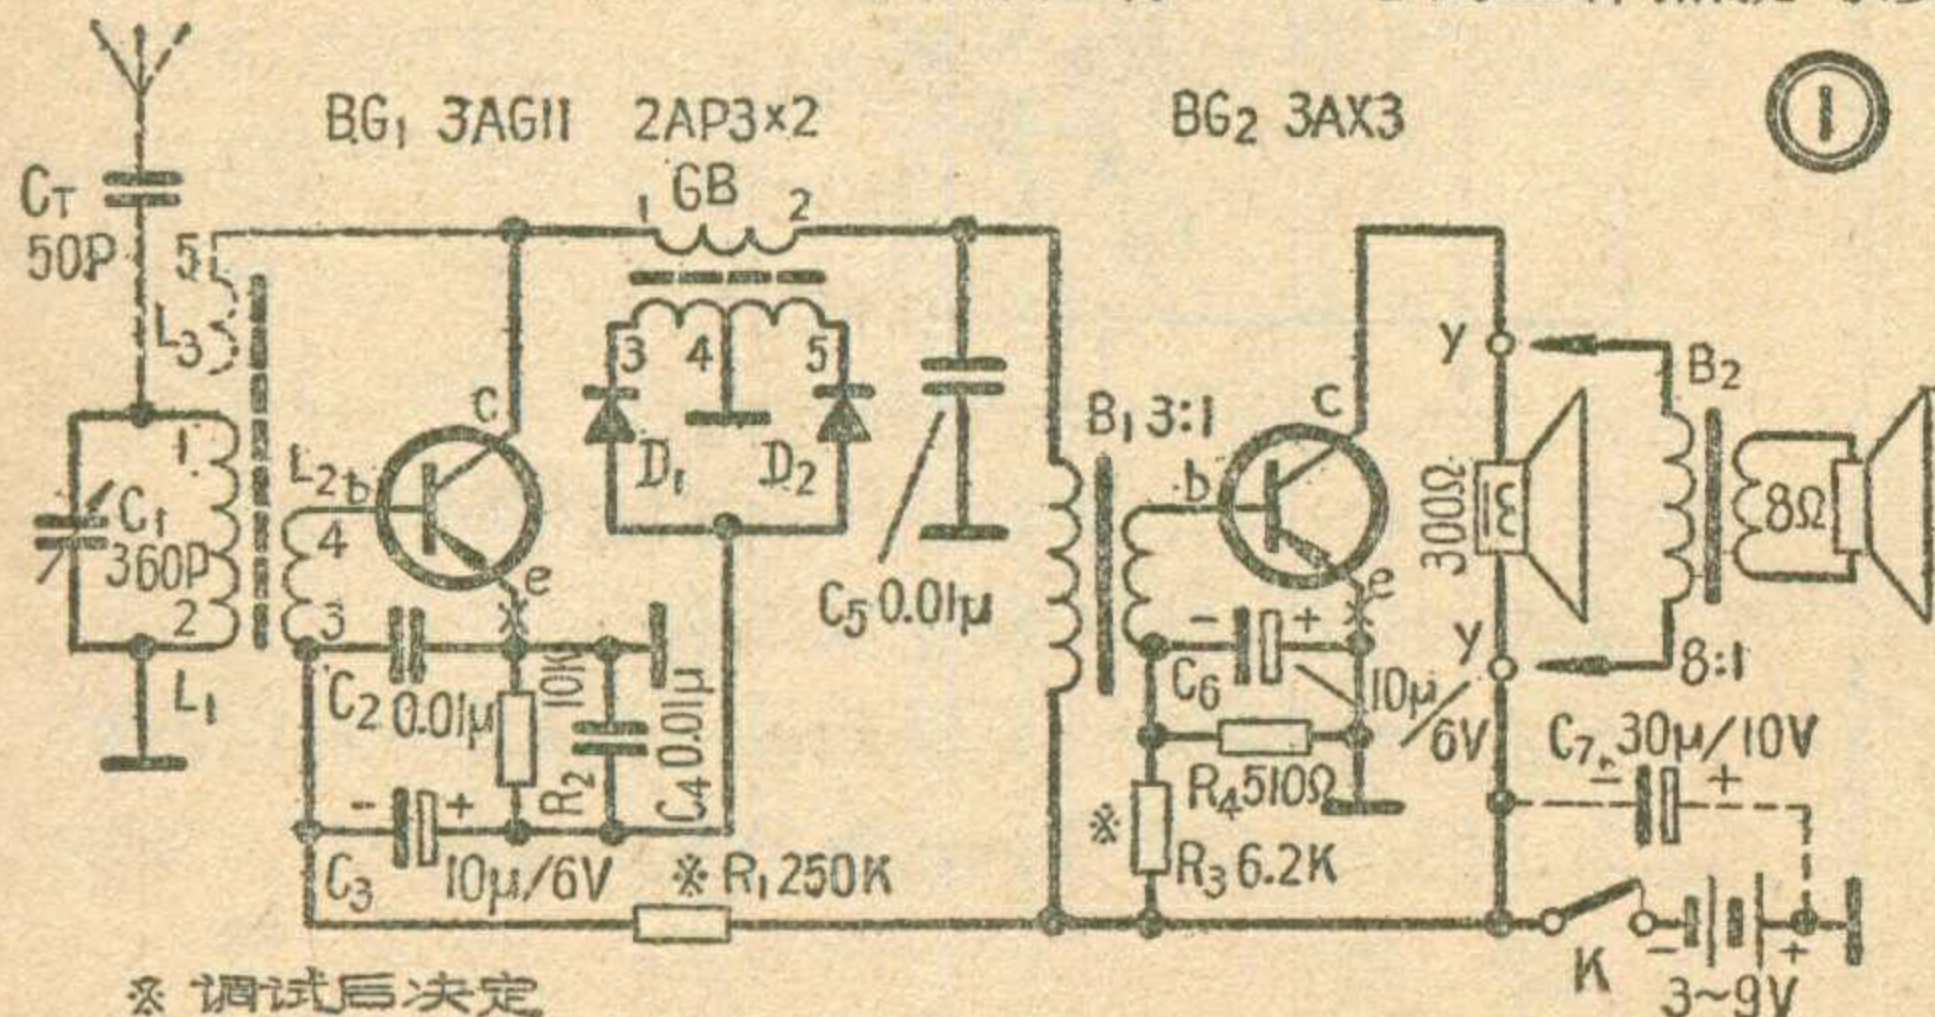 BG₁ 3AG11 2AP3×2
BG₂ 3AX3
1
C_T
50P
1 GB 2
5
L₃
3 4 5
D₁ D₂
C
L₂ b
4
e
3
1
C₁
360P
2
L₁
C₂ 0.01μ
10K
R₂
C₄ 0.01μ
- +
C₃ 10μ/6V
※ R₁ 250K
C₅ 0.01μ
B₁ 3:1
c
b
e
- +
C₆ 10μ/6V
R₄ 510Ω
※
R₃ 6.2K
y
300Ω
y
B₂
8Ω
8:1
C₇ 30μ/10V
- +
K
- +
3~9V
※ 调试后决定